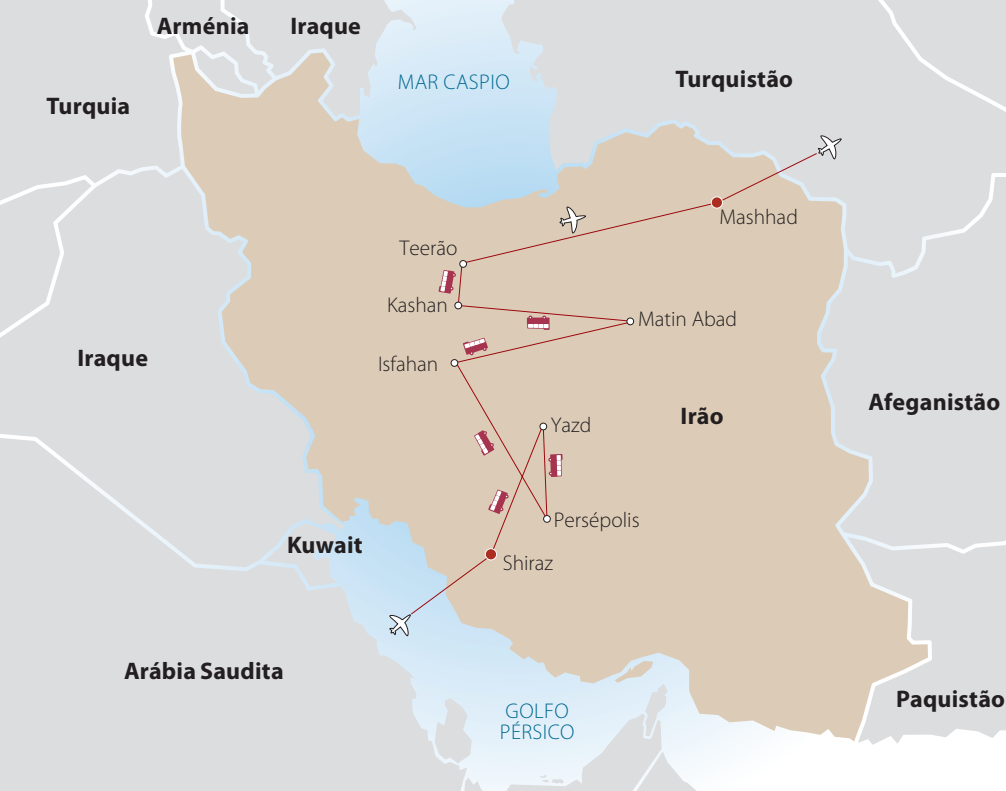 Arménia
Iraque
MAR CASPIO
Turquistão
Turquia
Mashhad
Teerão
Kashan
Matin Abad
Iraque
Isfahan
Afeganistão
Irão
Yazd
Persépolis
Kuwait
Shiraz
Arábia Saudita
Paquistão
GOLFO
PÉRSICO